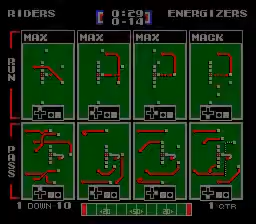 RIDERS 0:29 ENERGIZERS
0-14
MAX MAX MAX MACK
RUN
PASS
1 DOWN 10 1 QTR